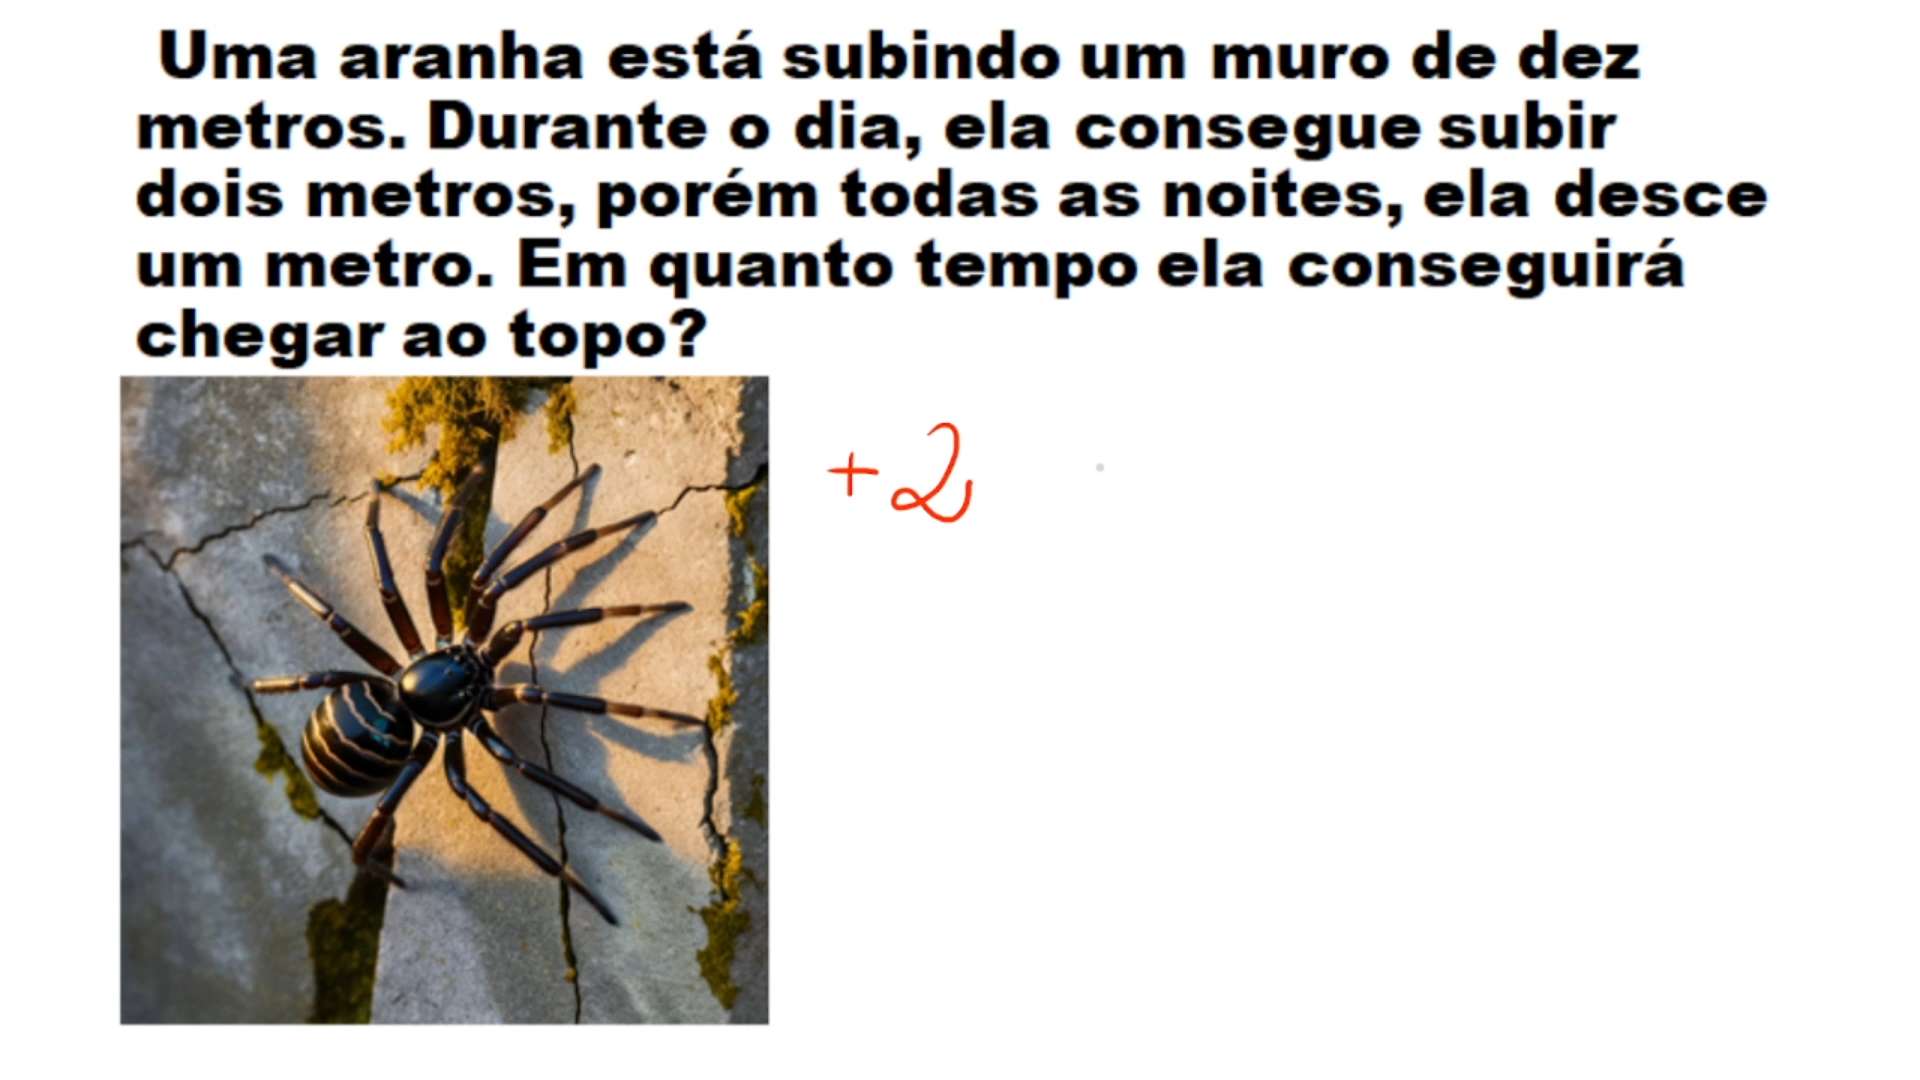 Uma aranha está subindo um muro de dez
metros. Durante o dia, ela consegue subir
dois metros, porém todas as noites, ela desce
um metro. Em quanto tempo ela conseguirá
chegar ao topo?
+2